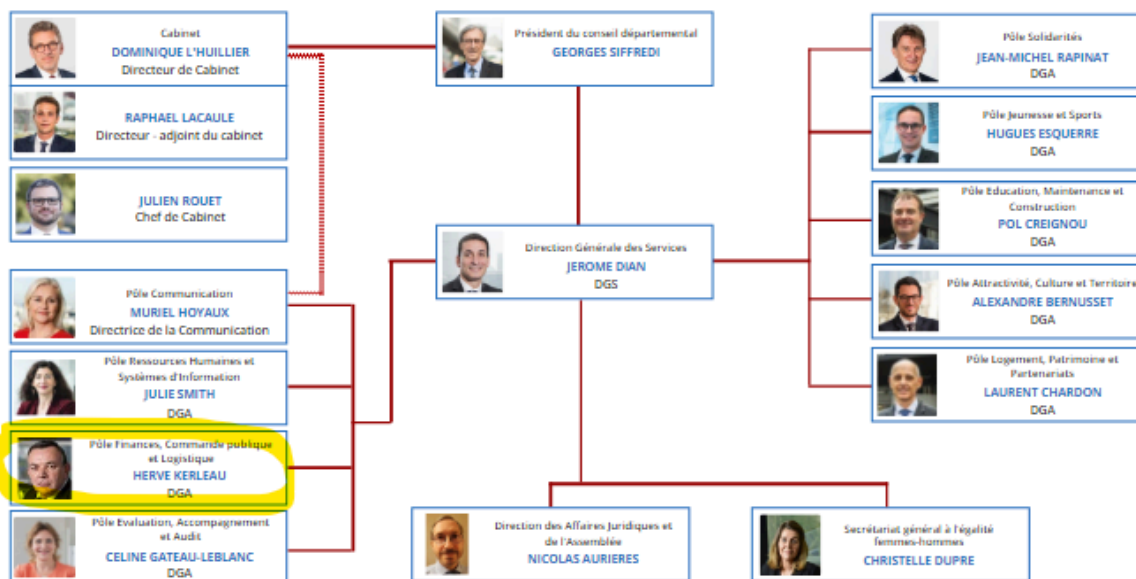 Cabinet
DOMINIQUE L'HUILLIER
Directeur de Cabinet
RAPHAEL LACAULE
Directeur - adjoint du cabinet
JULIEN ROUET
Chef de Cabinet
Pôle Communication
MURIEL HOYAUX
Directrice de la Communication
Pôle Ressources Humaines et
Systèmes d'Information
JULIE SMITH
DGA
Pôle Finances, Commande publique
et Logistique
HERVE KERLEAU
DGA
Pôle Evaluation, Accompagnement
et Audit
CELINE GATEAU-LEBLANC
DGA
Président du conseil départemental
GEORGES SIFFREDI
Direction Générale des Services
JEROME DIAN
DGS
Direction des Affaires Juridiques et
de l'Assemblée
NICOLAS AURIERES
Secrétariat général à l'égalité
femmes-hommes
CHRISTELLE DUPRE
Pôle Solidarités
JEAN-MICHEL RAPINAT
DGA
Pôle Jeunesse et Sports
HUGUES ESQUERRE
DGA
Pôle Education, Maintenance et
Construction
POL CREIGNOU
DGA
Pôle Attractivité, Culture et Territoire
ALEXANDRE BERNUSSET
DGA
Pôle Logement, Patrimoine et
Partenariats
LAURENT CHARDON
DGA